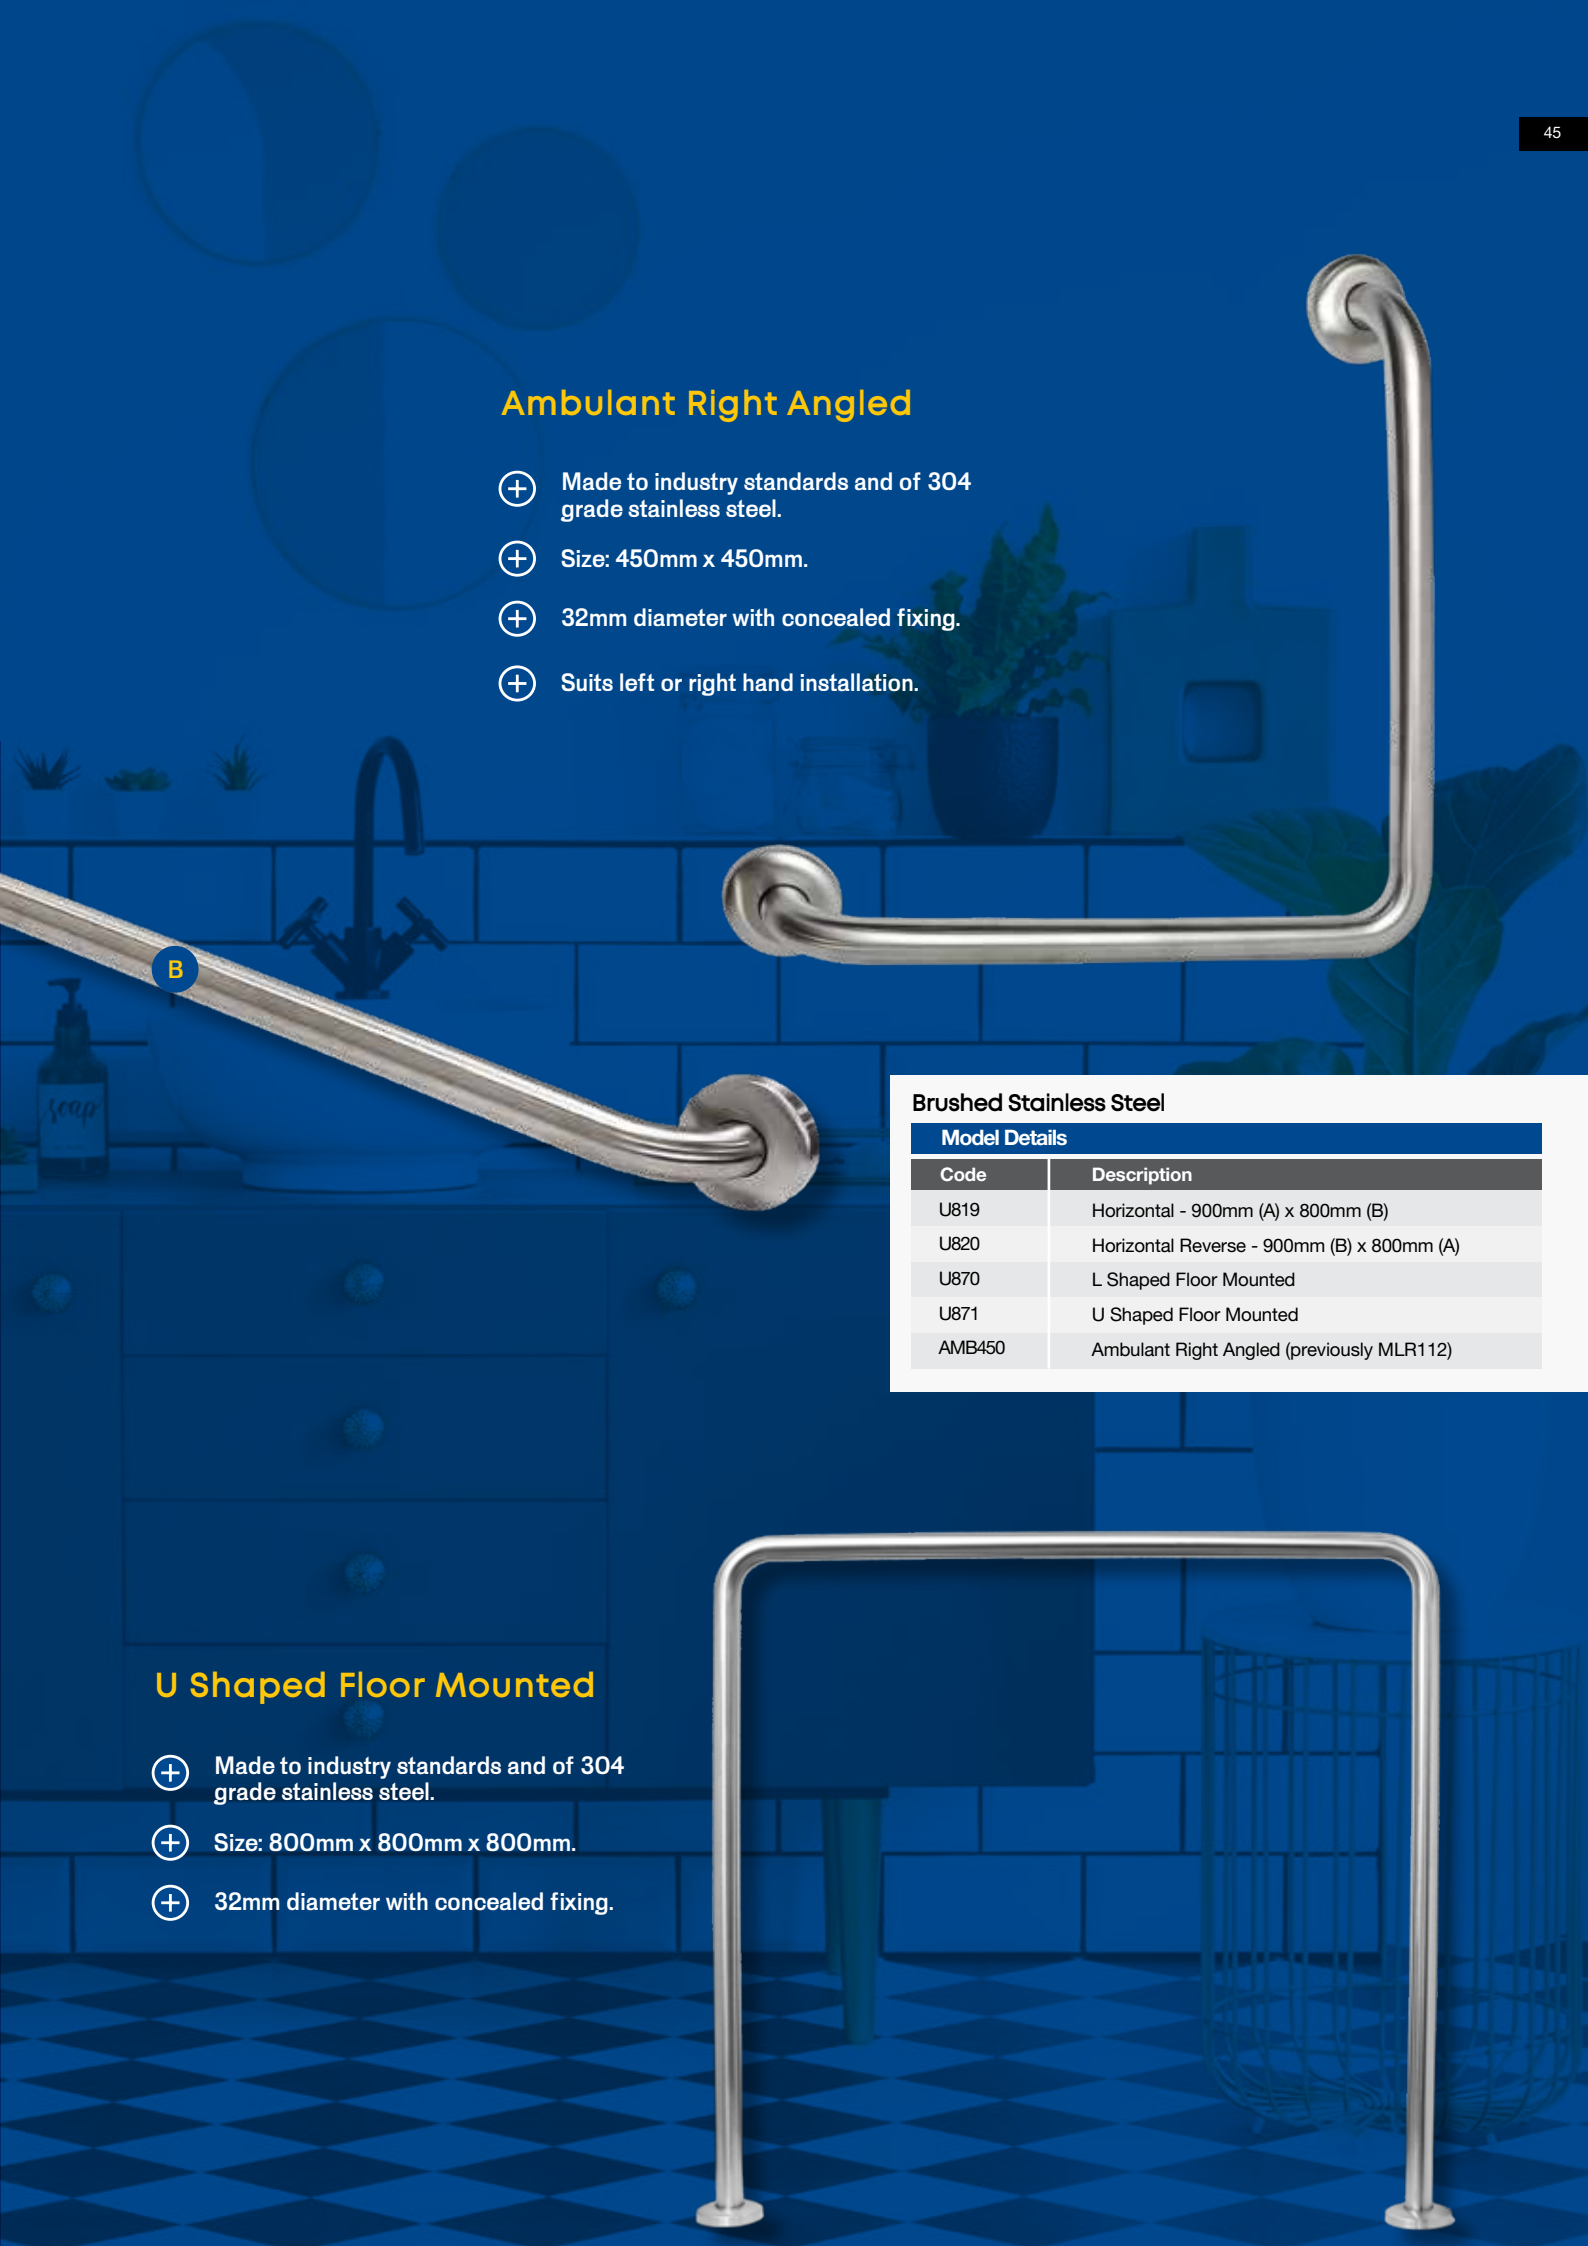 45
Ambulant Right Angled
Made to industry standards and of 304
grade stainless steel.
Size: 450mm x 450mm.
32mm diameter with concealed fixing.
Suits left or right hand installation.
B
soap
Brushed Stainless Steel
Model Details
Code Description
U819 Horizontal - 900mm (A) x 800mm (B)
U820 Horizontal Reverse - 900mm (B) x 800mm (A)
U870 L Shaped Floor Mounted
U871 U Shaped Floor Mounted
AMB450 Ambulant Right Angled (previously MLR112)
U Shaped Floor Mounted
Made to industry standards and of 304
grade stainless steel.
Size: 800mm x 800mm x 800mm.
32mm diameter with concealed fixing.